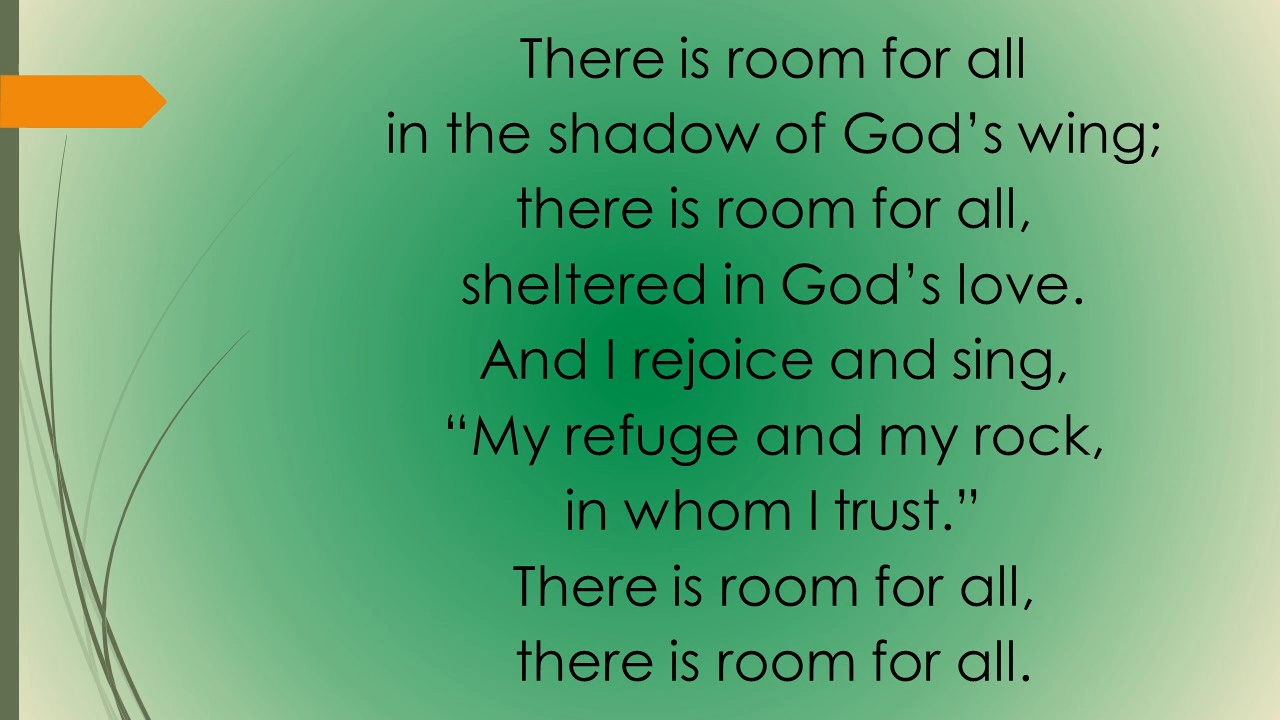 There is room for all
in the shadow of God’s wing;
there is room for all,
sheltered in God’s love.
And I rejoice and sing,
“My refuge and my rock,
in whom I trust.”
There is room for all,
there is room for all.